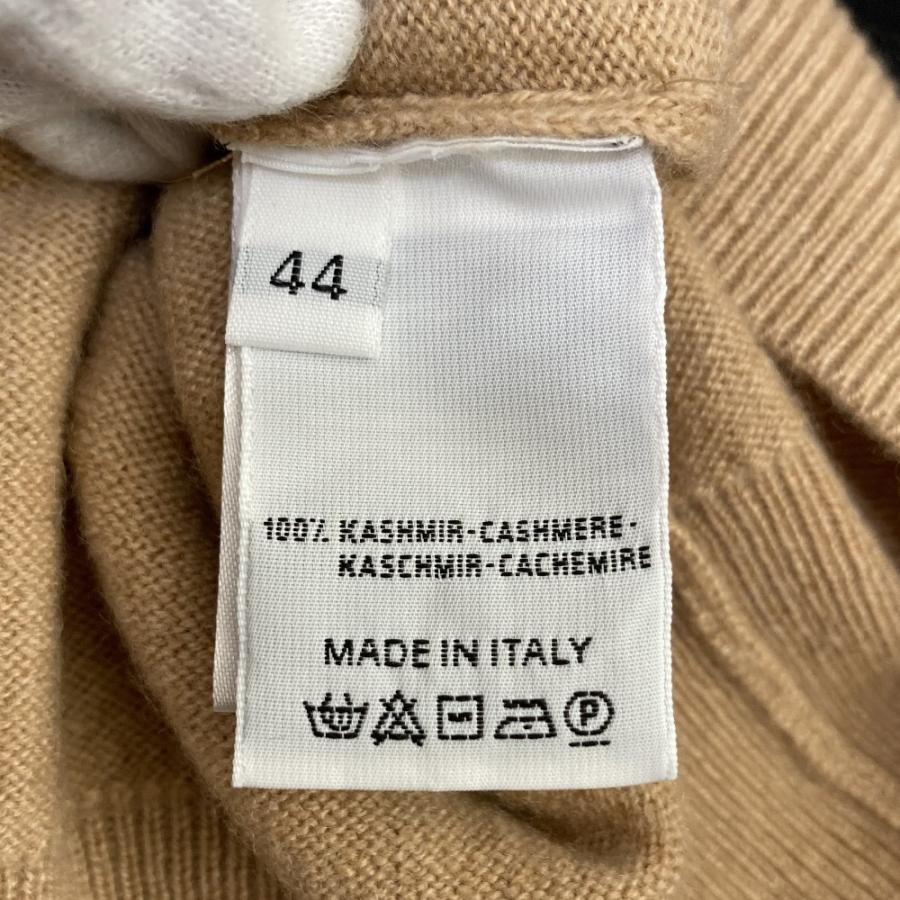 44
100% KASHMIR-CASHMERE-
KASCHMIR-CACHEMIRE
MADE IN ITALY
P